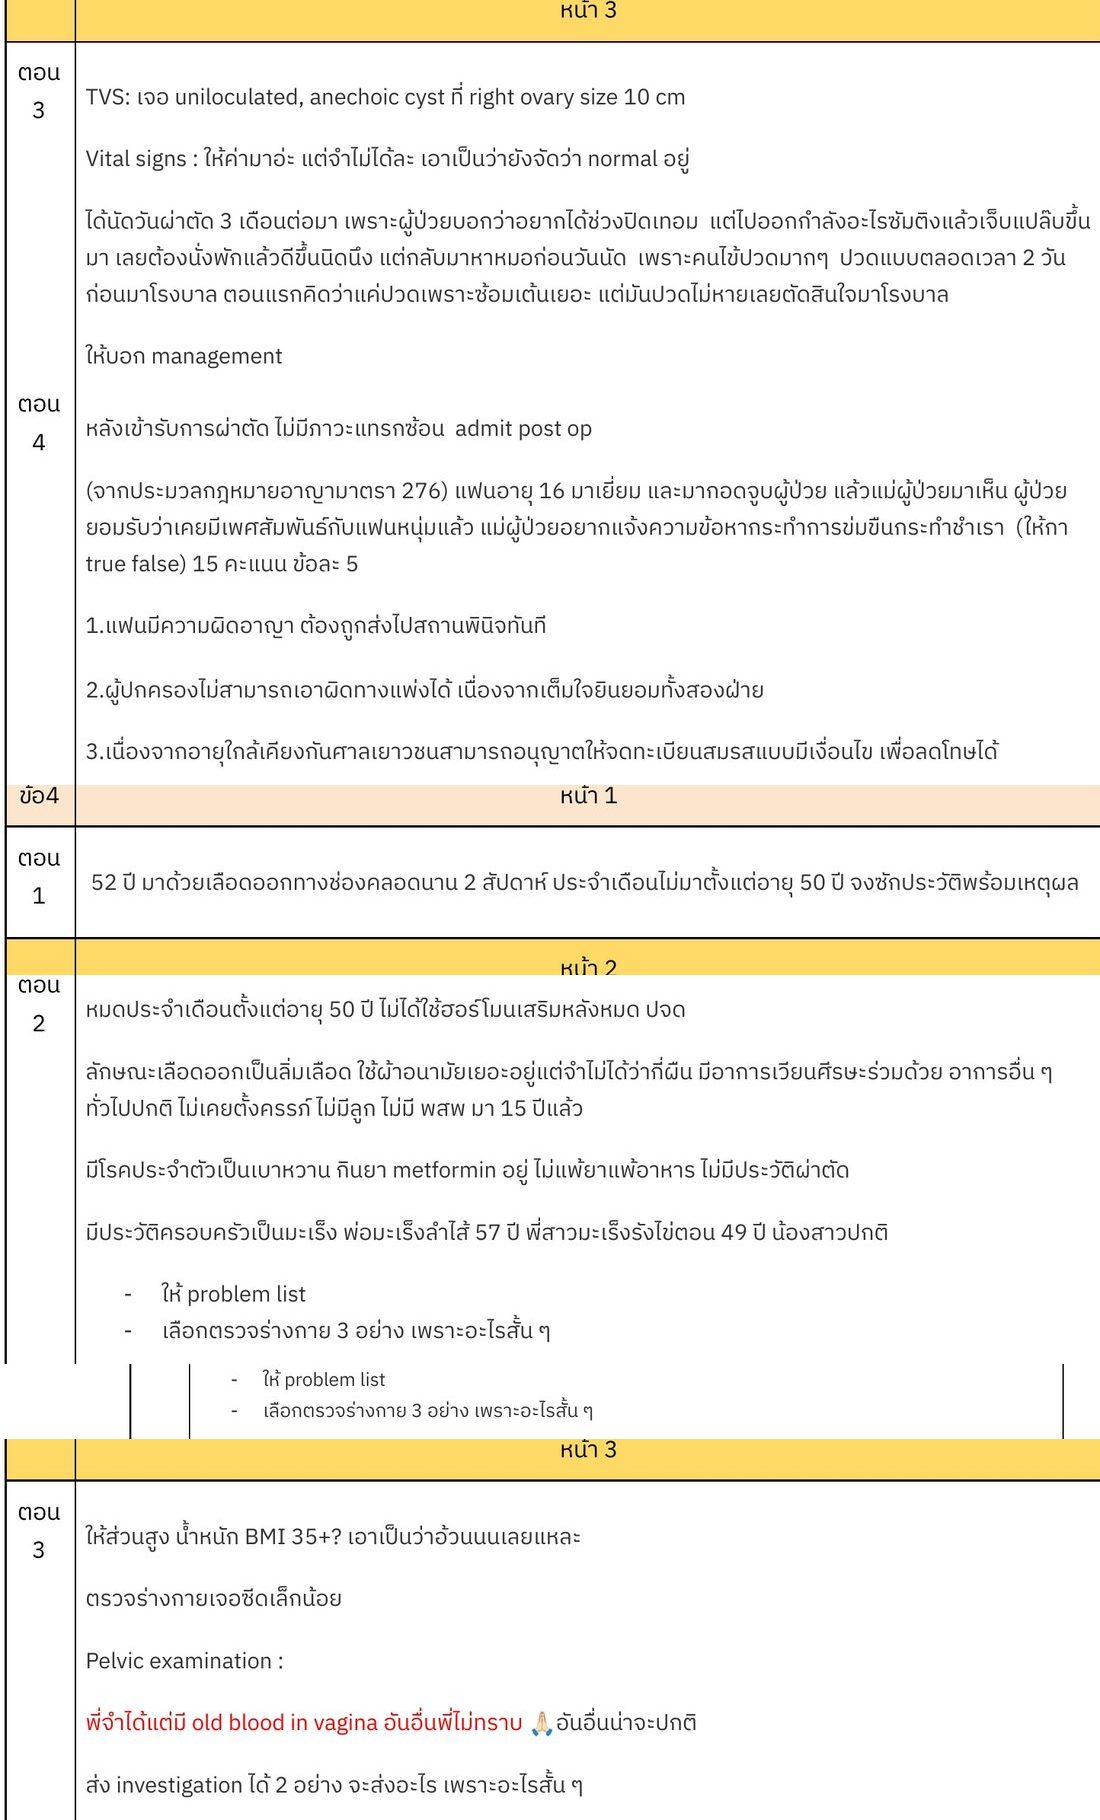 หน้า 3
ตอน
3
TVS: เจอ uniloculated, anechoic cyst ที่ right ovary size 10 cm
Vital signs : ให้ค่ามาอ่ะ แต่จำไม่ได้ละ เอาเป็นว่ายังจัดว่า normal อยู่
ได้นัดวันผ่าตัด 3 เดือนต่อมา เพราะผู้ป่วยบอกว่าอยากได้ช่วงปิดเทอม แต่ไปออกกำลังอะไรซัมติงแล้วเจ็บแปล๊บขึ้น
มา เลยต้องนั่งพักแล้วดีขึ้นนิดนึง แต่กลับมาหาหมอก่อนวันนัด เพราะคนไข้ปวดมากๆ ปวดแบบตลอดเวลา 2 วัน
ก่อนมาโรงบาล ตอนแรกคิดว่าแค่ปวดเพราะซ้อมเต้นเยอะ แต่มันปวดไม่หายเลยตัดสินใจมาโรงบาล
ให้บอก management
ตอน
4
หลังเข้ารับการผ่าตัด ไม่มีภาวะแทรกซ้อน admit post op
(จากประมวลกฎหมายอาญามาตรา 276) แฟนอายุ 16 มาเยี่ยม และมากอดจูบผู้ป่วย แล้วแม่ผู้ป่วยมาเห็น ผู้ป่วย
ยอมรับว่าเคยมีเพศสัมพันธ์กับแฟนหนุ่มแล้ว แม่ผู้ป่วยอยากแจ้งความข้อหากระทำการข่มขืนกระทำชำเรา (ให้กา
true false) 15 คะแนน ข้อละ 5
1.แฟนมีความผิดอาญา ต้องถูกส่งไปสถานพินิจทันที
2.ผู้ปกครองไม่สามารถเอาผิดทางแพ่งได้ เนื่องจากเต็มใจยินยอมทั้งสองฝ่าย
3.เนื่องจากอายุใกล้เคียงกันศาลเยาวชนสามารถอนุญาตให้จดทะเบียนสมรสแบบมีเงื่อนไข เพื่อลดโทษได้
ข้อ4
หน้า 1
ตอน
1
52 ปี มาด้วยเลือดออกทางช่องคลอดนาน 2 สัปดาห์ ประจำเดือนไม่มาตั้งแต่อายุ 50 ปี จงซักประวัติพร้อมเหตุผล
หน้า 2
ตอน
2
หมดประจำเดือนตั้งแต่อายุ 50 ปี ไม่ได้ใช้ฮอร์โมนเสริมหลังหมด ปจด
ลักษณะเลือดออกเป็นลิ่มเลือด ใช้ผ้าอนามัยเยอะอยู่แต่จำไม่ได้ว่ากี่ผืน มีอาการเวียนศีรษะร่วมด้วย อาการอื่น ๆ
ทั่วไปปกติ ไม่เคยตั้งครรภ์ ไม่มีลูก ไม่มี พสพ มา 15 ปีแล้ว
มีโรคประจำตัวเป็นเบาหวาน กินยา metformin อยู่ ไม่แพ้ยาแพ้อาหาร ไม่มีประวัติผ่าตัด
มีประวัติครอบครัวเป็นมะเร็ง พ่อมะเร็งลำไส้ 57 ปี พี่สาวมะเร็งรังไข่ตอน 49 ปี น้องสาวปกติ
- ให้ problem list
- เลือกตรวจร่างกาย 3 อย่าง เพราะอะไรสั้น ๆ
- ให้ problem list
- เลือกตรวจร่างกาย 3 อย่าง เพราะอะไรสั้น ๆ
หน้า 3
ตอน
3
ให้ส่วนสูง น้ำหนัก BMI 35+? เอาเป็นว่าอ้วนนนเลยแหละ
ตรวจร่างกายเจอซีดเล็กน้อย
Pelvic examination :
พี่จำได้แต่มี old blood in vagina อันอื่นพี่ไม่ทราบ 🙏🏻อันอื่นน่าจะปกติ
ส่ง investigation ได้ 2 อย่าง จะส่งอะไร เพราะอะไรสั้น ๆ